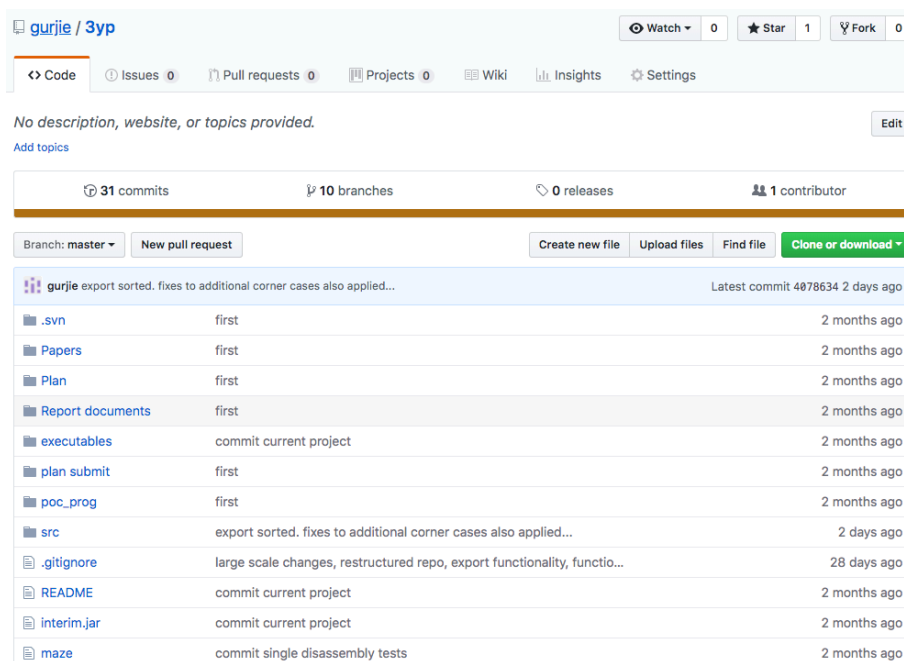 gurjie / 3yp
Watch 0 Star 1 Fork 0
Code Issues 0 Pull requests 0 Projects 0 Wiki Insights Settings
No description, website, or topics provided. Edit
Add topics
31 commits 10 branches 0 releases 1 contributor
Branch: master New pull request Create new file Upload files Find file Clone or download
gurjie export sorted. fixes to additional corner cases also applied... Latest commit 4078634 2 days ago
.svn first 2 months ago
Papers first 2 months ago
Plan first 2 months ago
Report documents first 2 months ago
executables commit current project 2 months ago
plan submit first 2 months ago
poc_prog first 2 months ago
src export sorted. fixes to additional corner cases also applied... 2 days ago
.gitignore large scale changes, restructured repo, export functionality, functio... 28 days ago
README commit current project 2 months ago
interim.jar commit current project 2 months ago
maze commit single disassembly tests 2 months ago